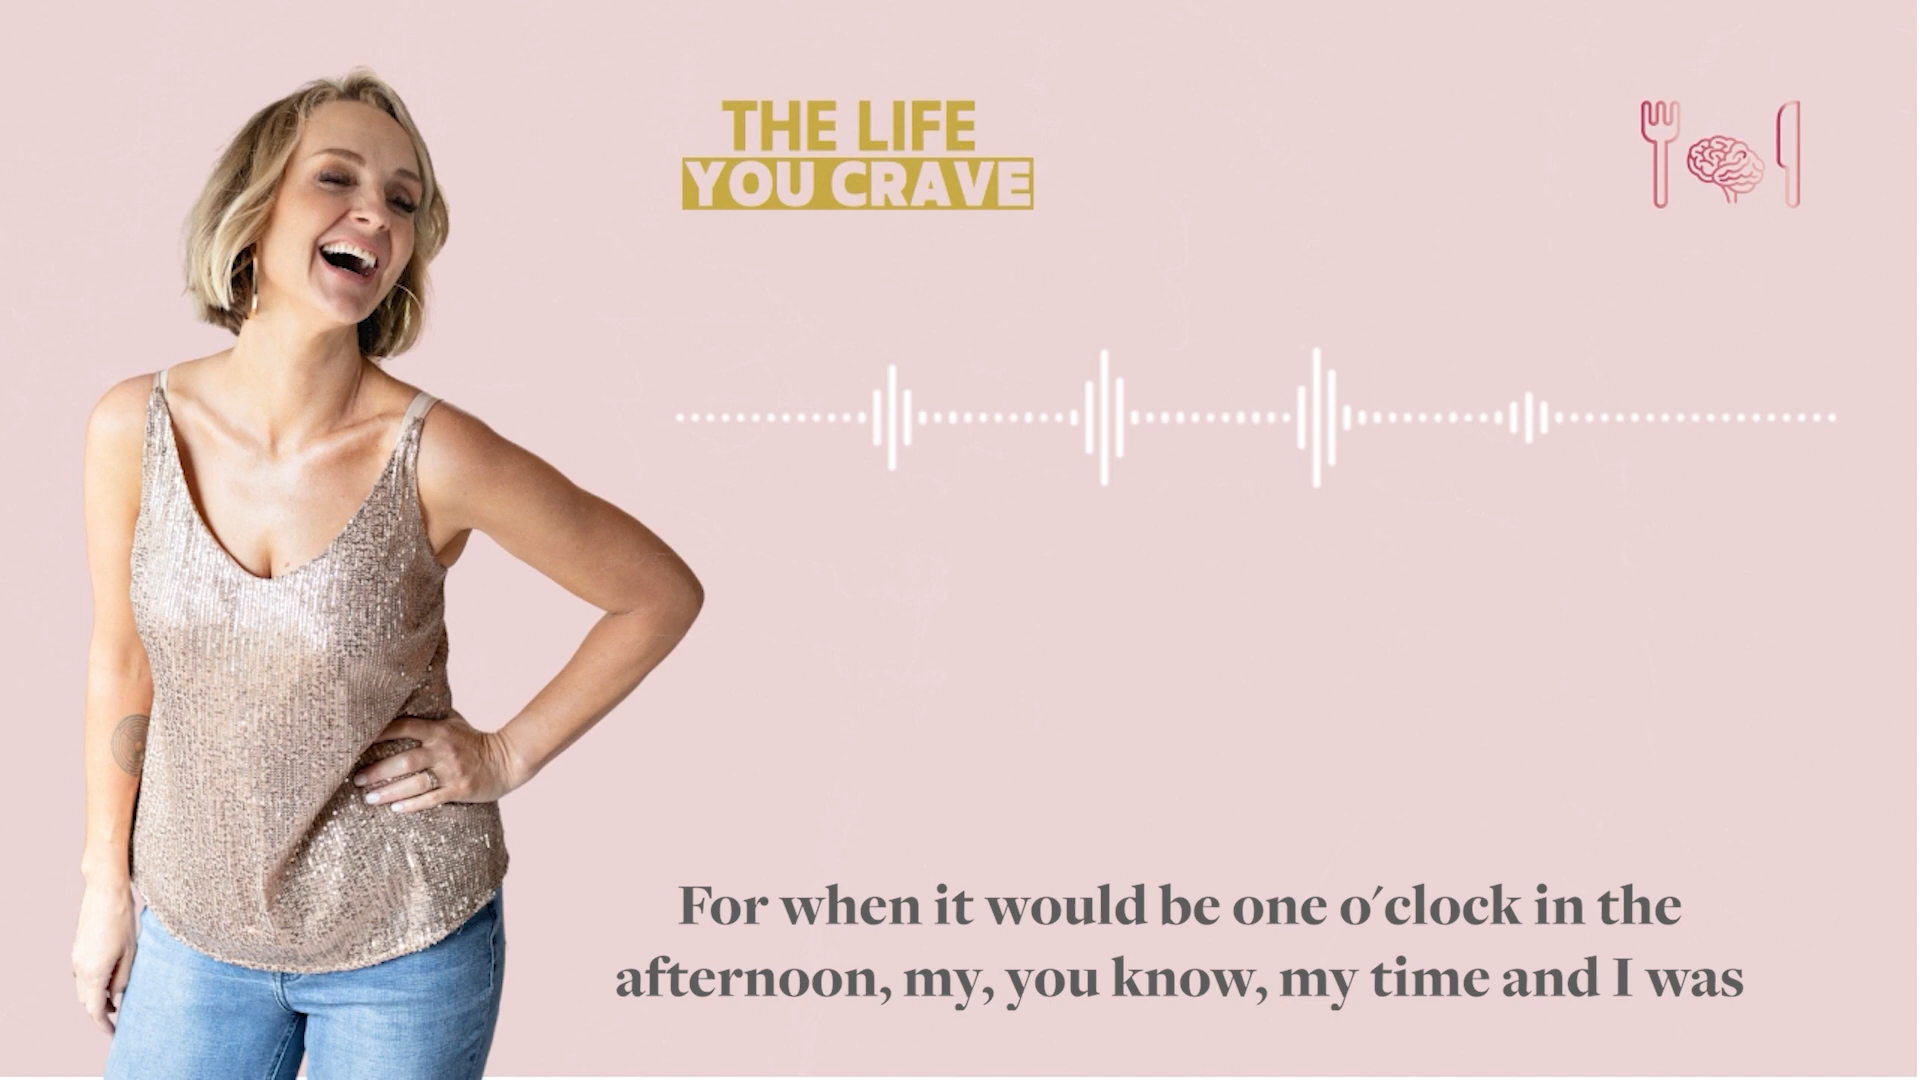 THE LIFE
YOU CRAVE
For when it would be one o'clock in the
afternoon, my, you know, my time and I was